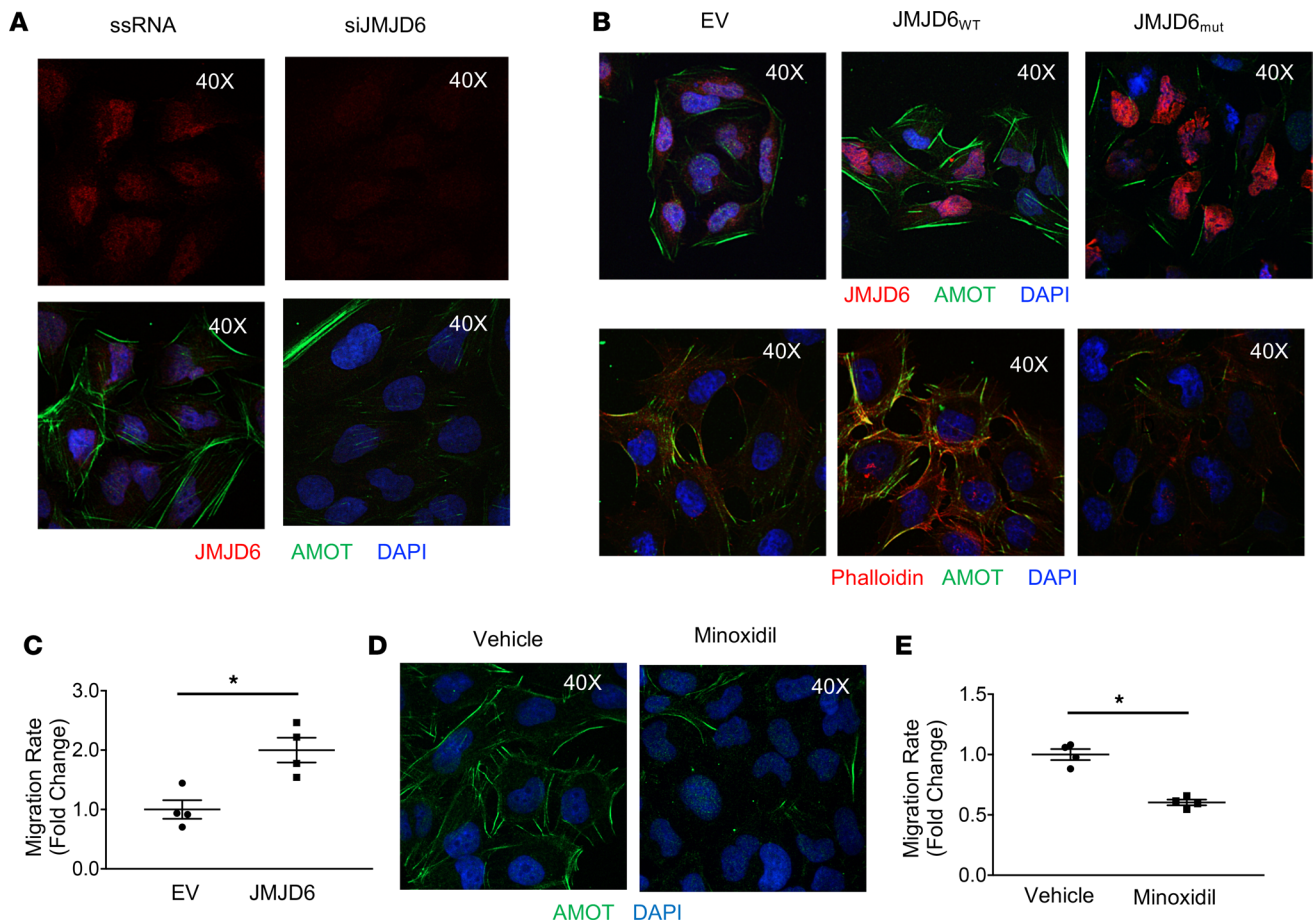 A
ssRNA
siJMJD6
40X
40X
40X
40X
JMJD6 AMOT DAPI
B
EV
JMJD6WT
JMJD6mut
40X
40X
40X
JMJD6 AMOT DAPI
40X
40X
40X
Phalloidin AMOT DAPI
C
Migration Rate
(Fold Change)
3.0
2.0
1.0
0.0
*
EV
JMJD6
D
Vehicle
Minoxidil
40X
40X
AMOT DAPI
E
Migration Rate
(Fold Change)
1.5
1.0
0.5
0.0
*
Vehicle
Minoxidil